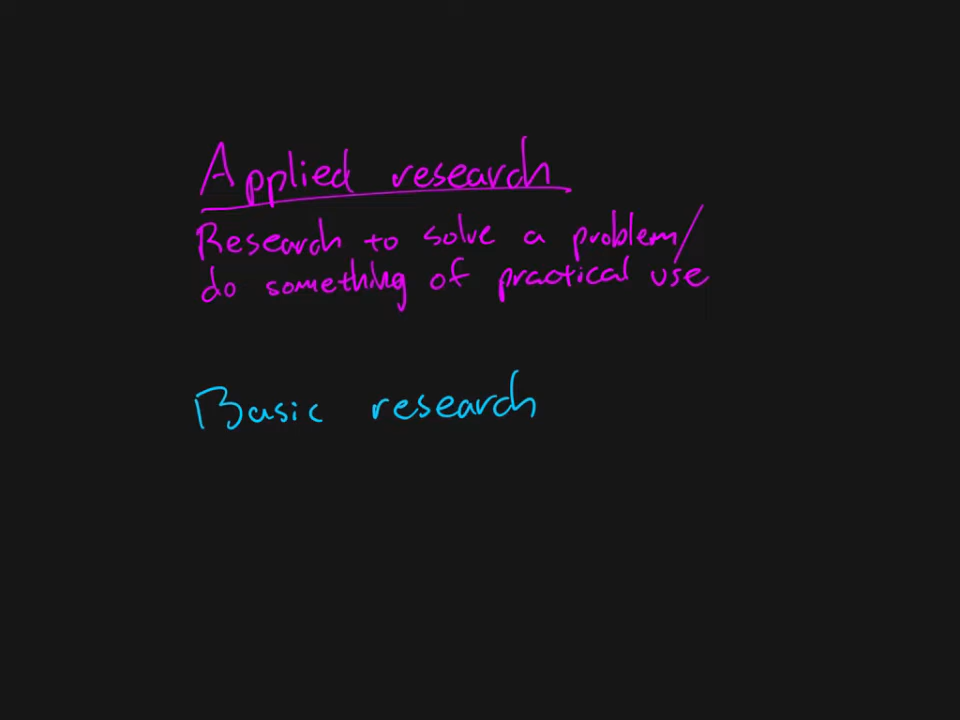 Applied research
Research to solve a problem/
do something of practical use
Basic research